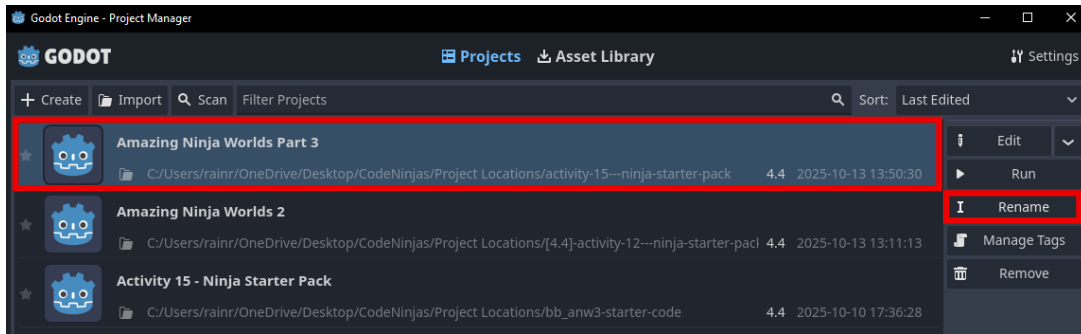 Godot Engine - Project Manager
GODOT
Projects
Asset Library
Settings
Create
Import
Scan
Filter Projects
Sort: Last Edited
Amazing Ninja Worlds Part 3
C:/Users/rainr/OneDrive/Desktop/CodeNinjas/Project Locations/activity-15---ninja-starter-pack 4.4 2025-10-13 13:50:30
Amazing Ninja Worlds 2
C:/Users/rainr/OneDrive/Desktop/CodeNinjas/Project Locations/[4.4]-activity-12---ninja-starter-pac 4.4 2025-10-13 13:11:13
Activity 15 - Ninja Starter Pack
C:/Users/rainr/OneDrive/Desktop/CodeNinjas/Project Locations/bb_anw3-starter-code 4.4 2025-10-10 17:36:28
Edit
Run
Rename
Manage Tags
Remove